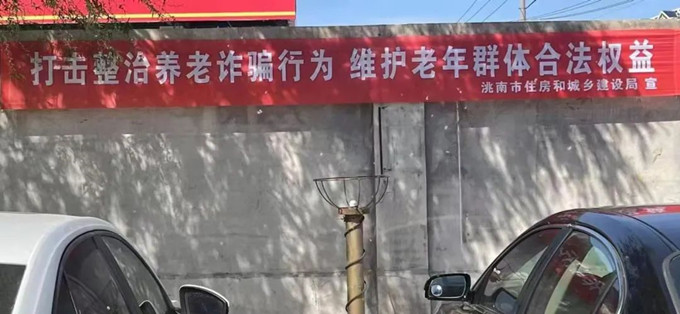 打击整治养老诈骗行为 维护老年群体合法权益
洮南市住房和城乡建设局 宣